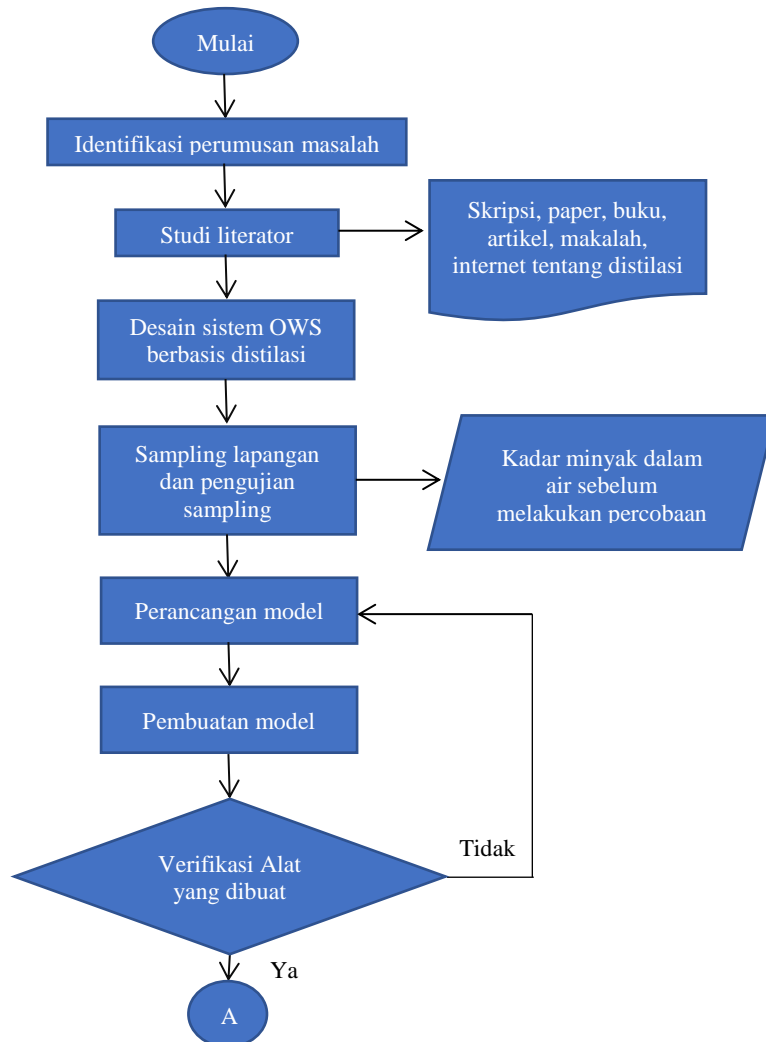 Mulai
Identifikasi perumusan masalah
Studi literator
Skripsi, paper, buku,
artikel, makalah,
internet tentang distilasi
Desain sistem OWS
berbasis distilasi
Sampling lapangan
dan pengujian
sampling
Kadar minyak dalam
air sebelum
melakukan percobaan
Perancangan model
Pembuatan model
Verifikasi Alat
yang dibuat
Tidak
Ya
A